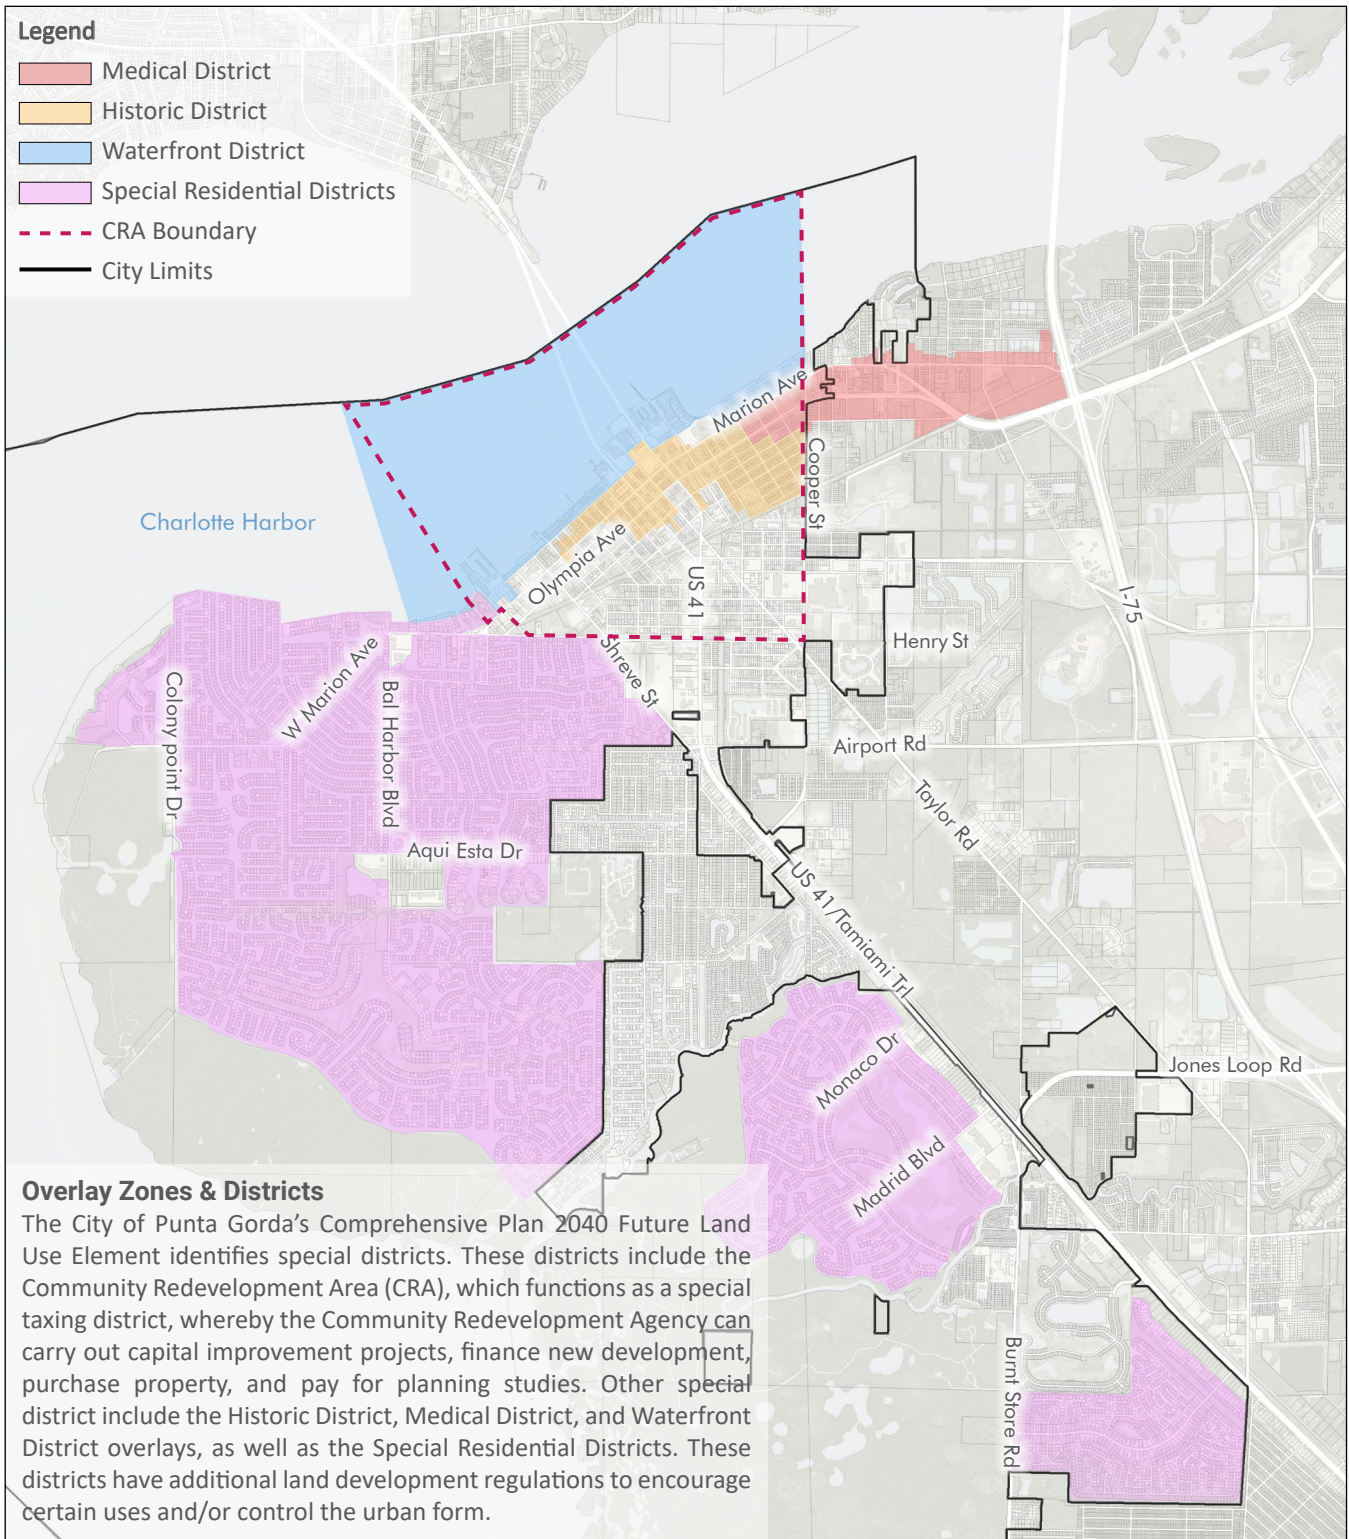 Legend
Medical District
Historic District
Waterfront District
Special Residential Districts
CRA Boundary
City Limits
Marion Ave
Cooper St
Charlotte Harbor
Olympia Ave
US 41
I-75
Henry St
Shreve St
W Marion Ave
Colony point Dr
Bal Harbor Blvd
Airport Rd
Taylor Rd
Aqui Esta Dr
US 41/Tamiami Trl
Monaco Dr
Jones Loop Rd
Madrid Blvd
Burnt Store Rd
Overlay Zones & Districts
The City of Punta Gorda’s Comprehensive Plan 2040 Future Land
Use Element identifies special districts. These districts include the
Community Redevelopment Area (CRA), which functions as a special
taxing district, whereby the Community Redevelopment Agency can
carry out capital improvement projects, finance new development,
purchase property, and pay for planning studies. Other special
district include the Historic District, Medical District, and Waterfront
District overlays, as well as the Special Residential Districts. These
districts have additional land development regulations to encourage
certain uses and/or control the urban form.